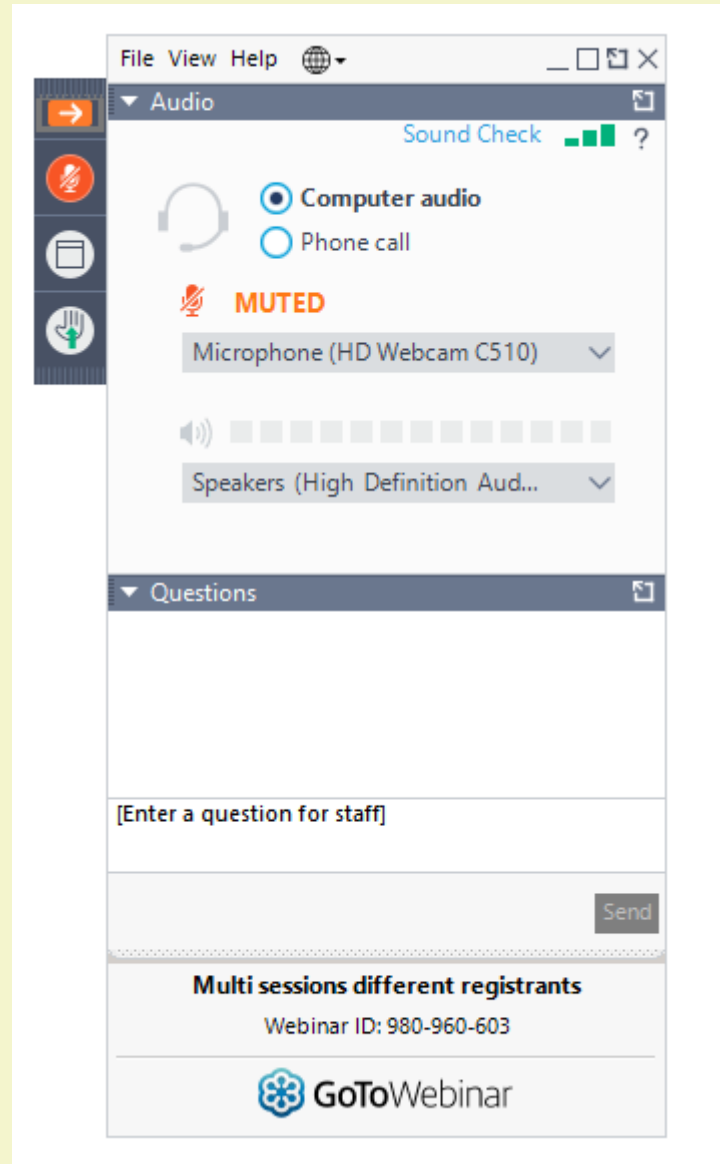 File View Help
Audio
Sound Check ?
Computer audio
Phone call
MUTED
Microphone (HD Webcam C510)
Speakers (High Definition Aud...
Questions
[Enter a question for staff]
Send
Multi sessions different registrants
Webinar ID: 980-960-603
GoToWebinar